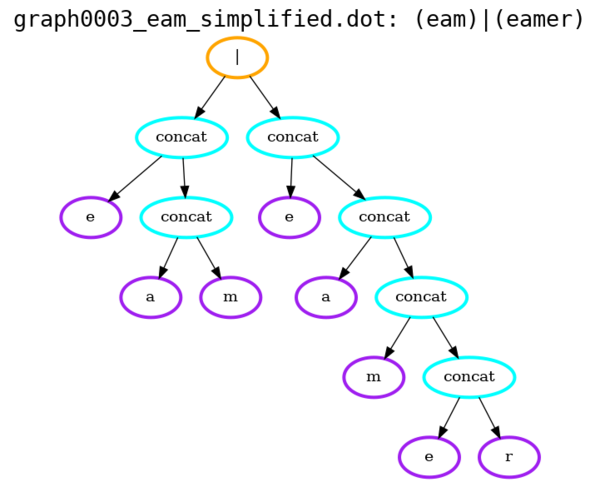 graph0003_eam_simplified.dot: (eam)|(eamer)
|
concat concat
e concat e concat
a m a concat
m concat
e r